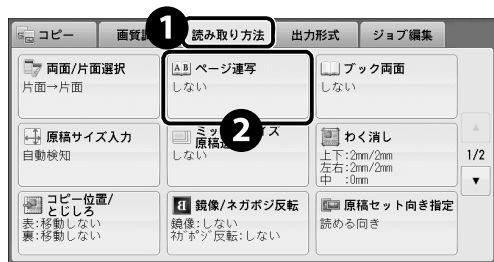 コピー
画質
1
読み取り方法
出力形式
ジョブ編集
両面/片面選択
片面→片面
AB ページ連写
しない
ブック両面
しない
原稿サイズ入力
自動検知
2
ミッ
ズ
原稿送
しない
わく消し
上下:2mm/2mm
左右:2mm/2mm
中 :0mm
1/2
コピー位置/
とじしろ
表:移動しない
裏:移動しない
鏡像/ネガポジ反転
鏡像:しない
ネガポジ反転:しない
原稿セット向き指定
読める向き